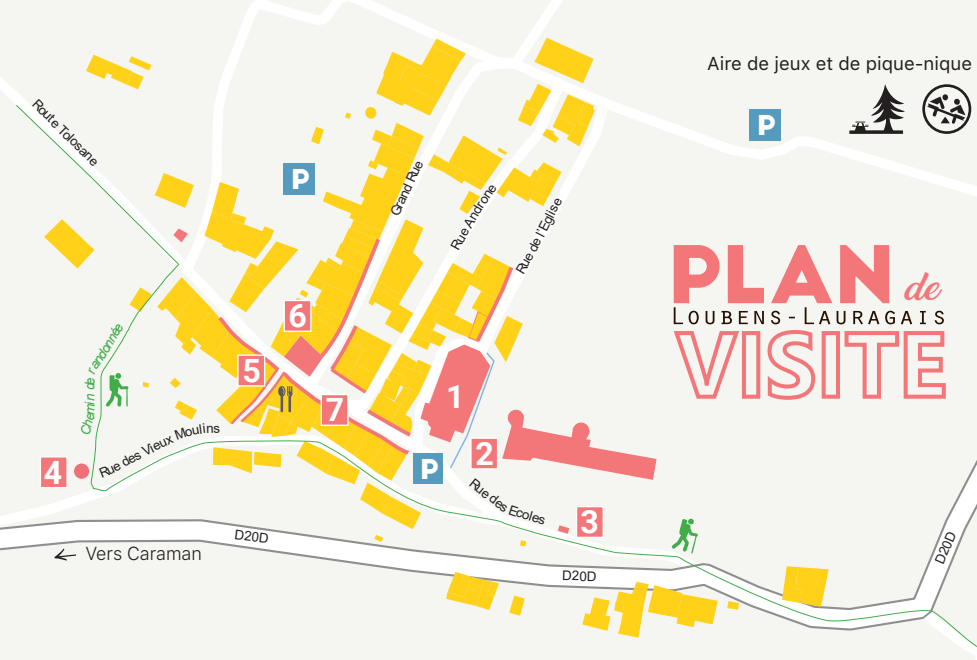 Aire de jeux et de pique-nique
P
Route Tolosane
P
Grand Rue
Rue Androne
Rue de l'Eglise
PLAN de
LOUBENS-LAURAGAIS
VISITE
6
5
7
1
Chemin de randonnée
Rue des Vieux Moulins
4
P
2
Rue des Ecoles
3
D20D
← Vers Caraman
D20D
D20D